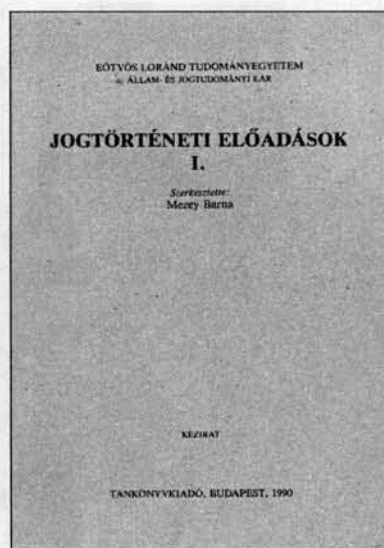 EÖTVÖS LORÁND TUDOMÁNYEGYETEM
ÁLLAM- ÉS JOGTUDOMÁNYI KAR
JOGTÖRTÉNETI ELŐADÁSOK
I.
Szerkesztette:
Mezey Barna
KÉZIRAT
TANKÖNYVKIADÓ, BUDAPEST, 1990